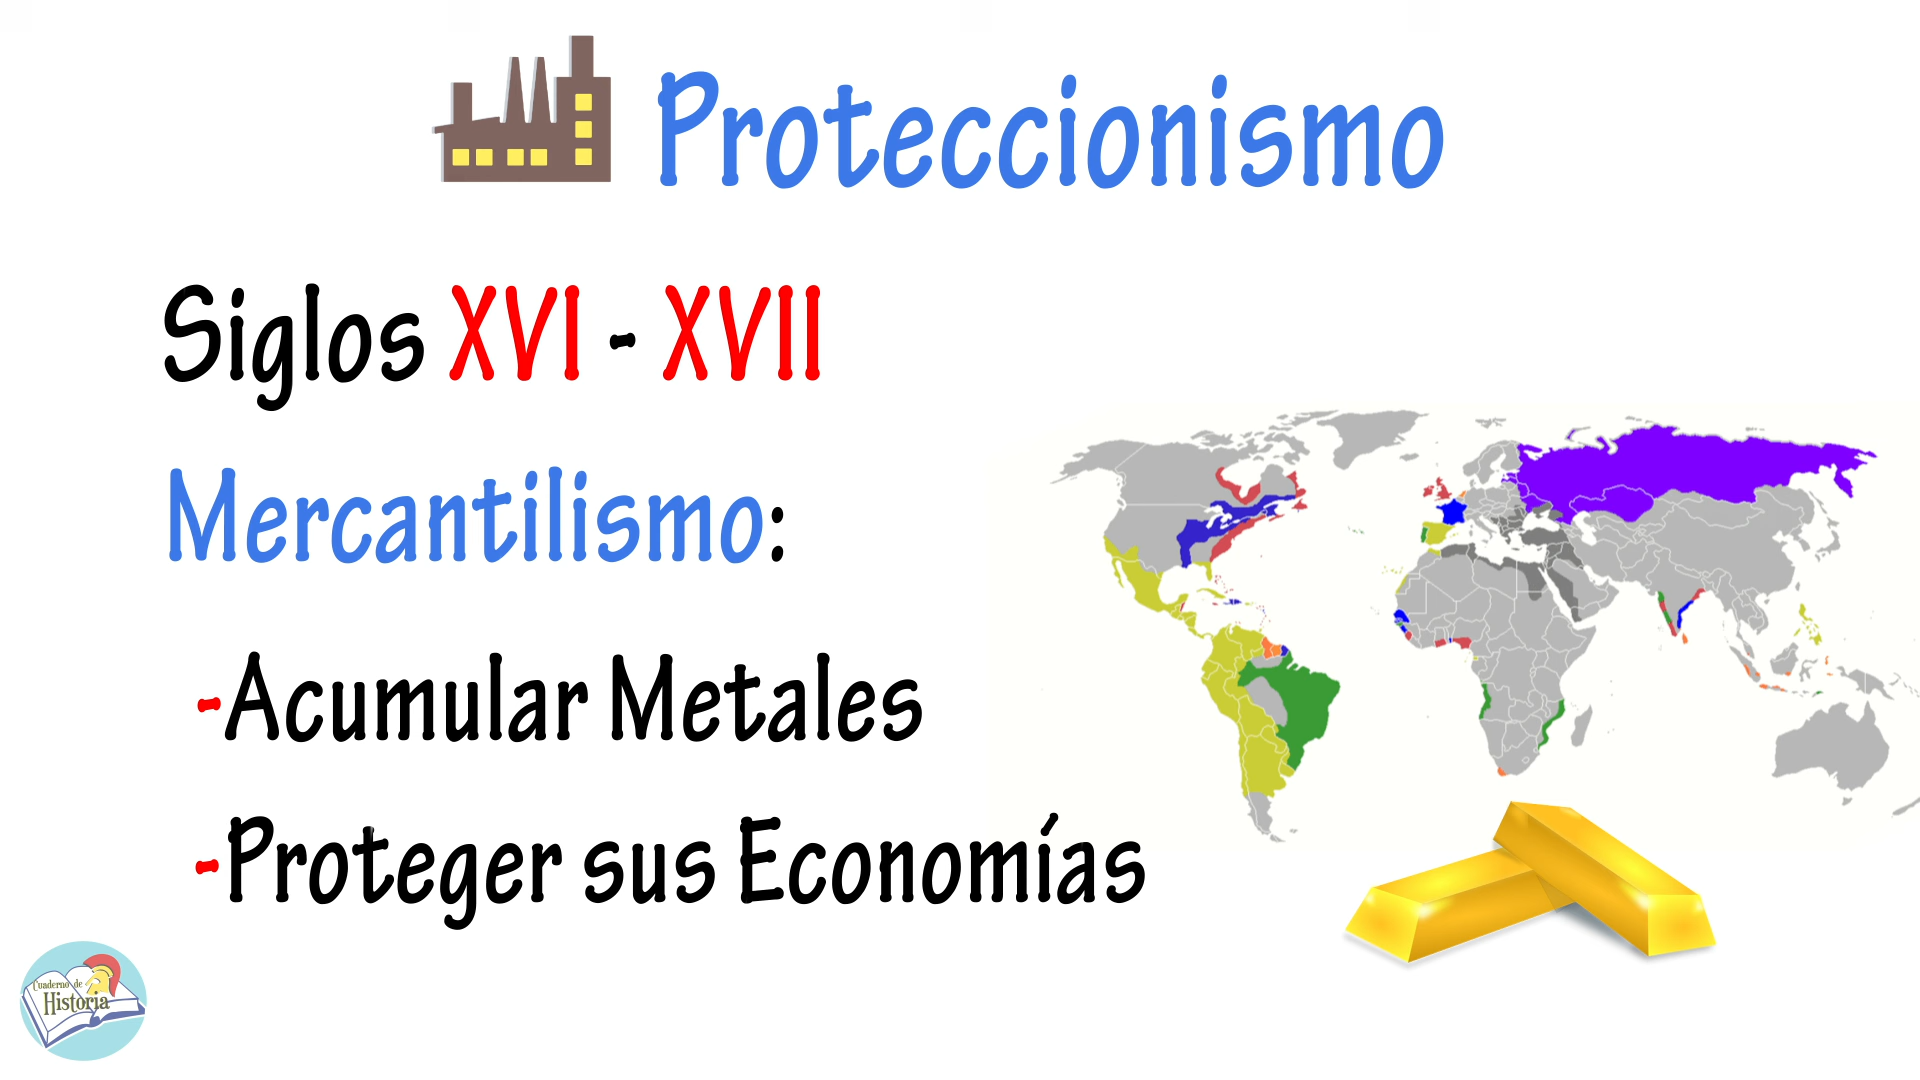 Proteccionismo
Siglos XVI - XVII
Mercantilismo:
-Acumular Metales
-Proteger sus Economías
Cuaderno de
Historia